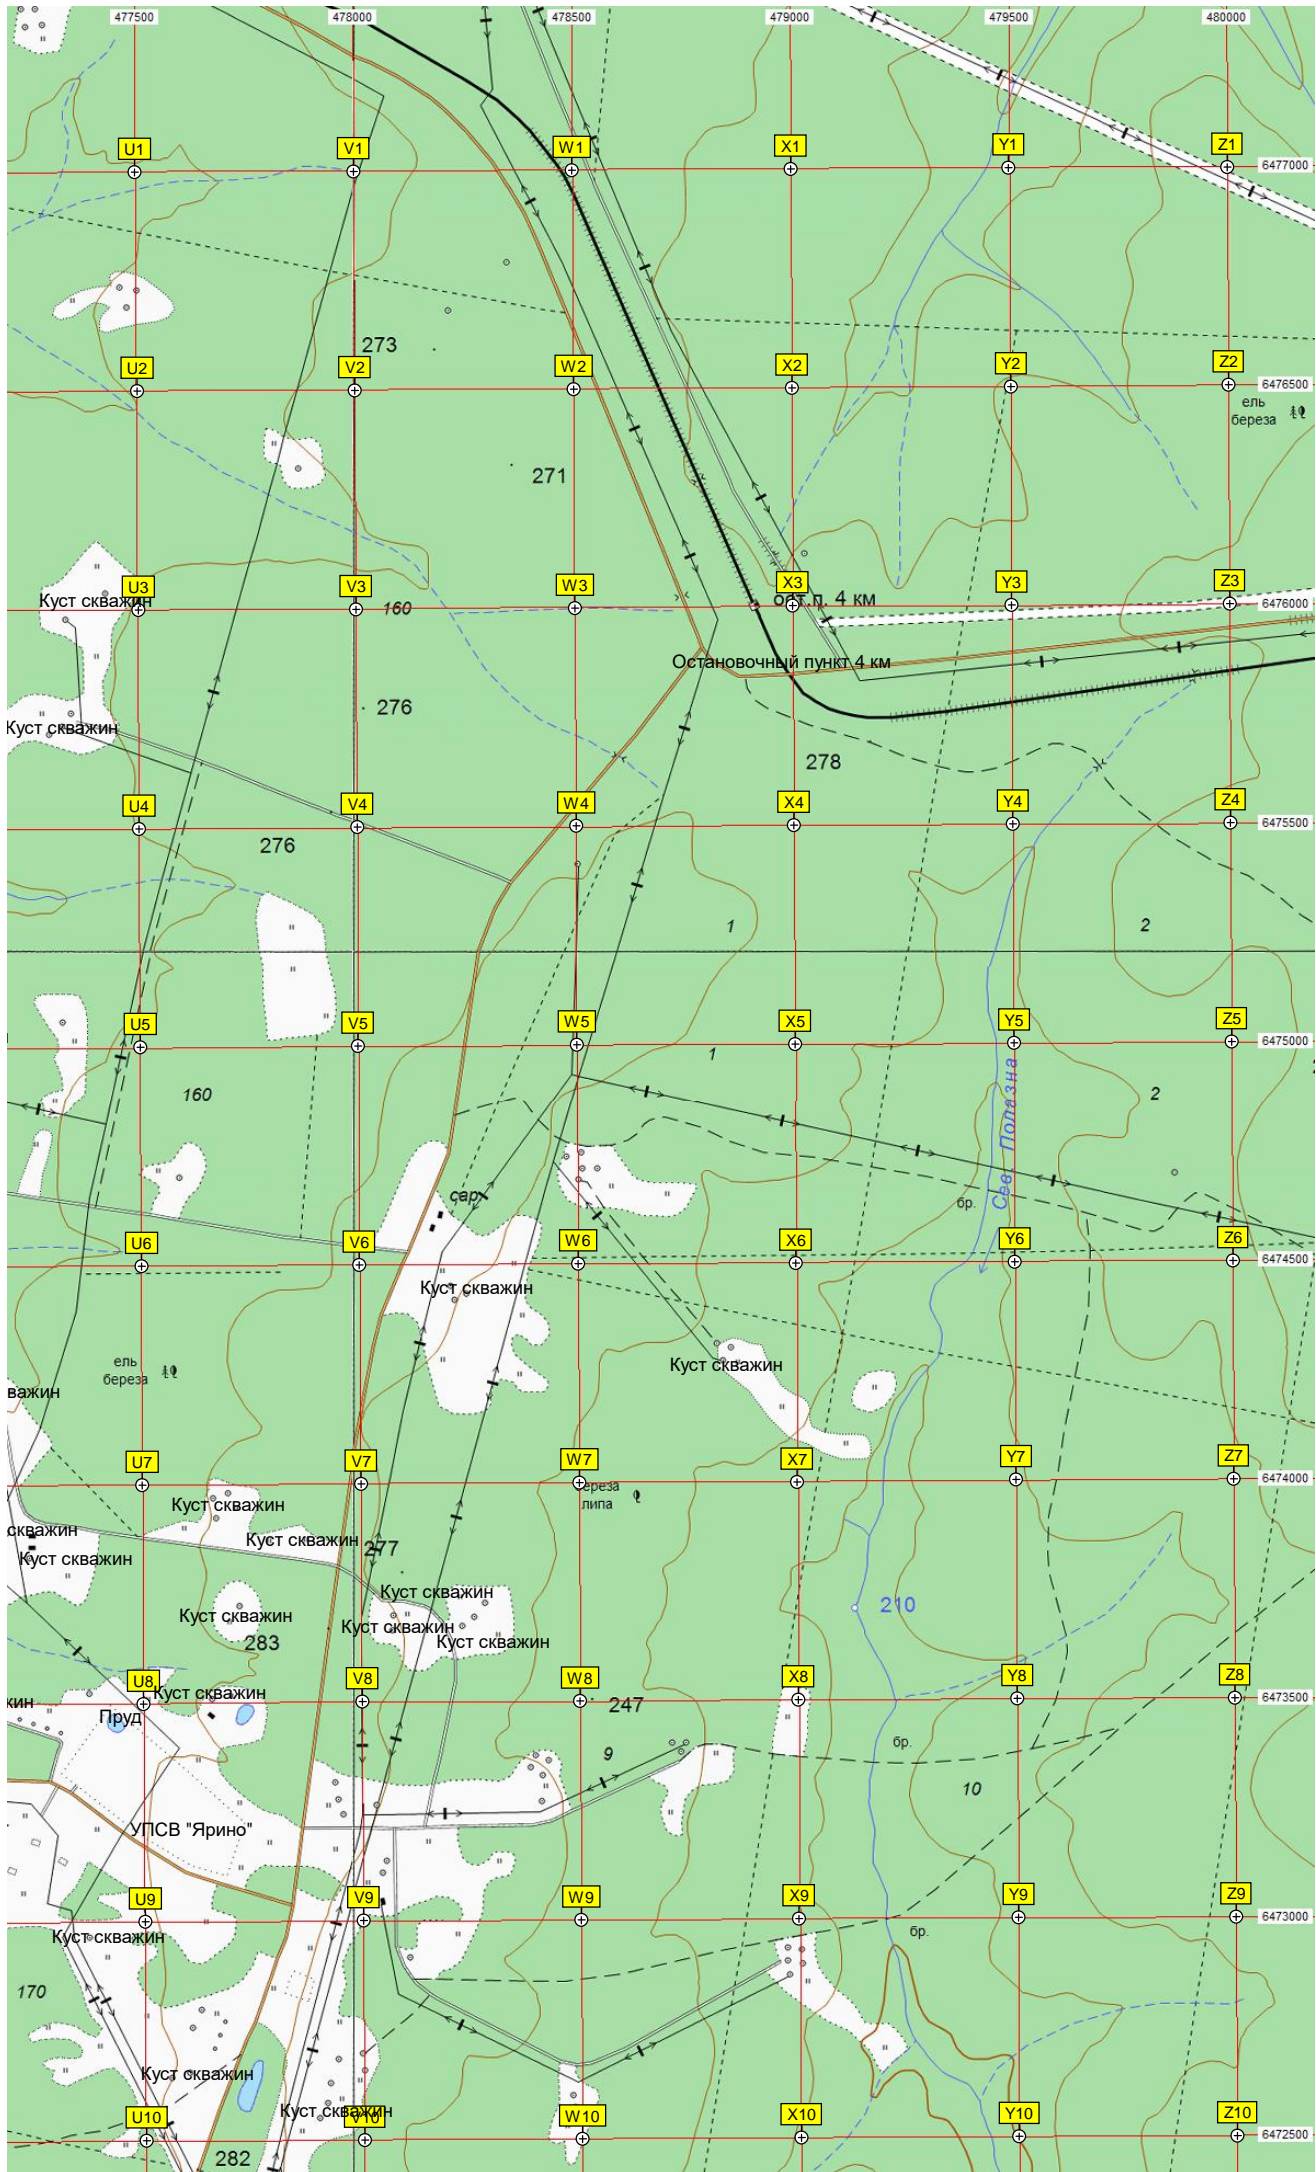 477500 478000 478500 479000 479500 480000
U1 V1 W1 X1 Y1 Z1
6477000
273
U2 V2 W2 X2 Y2 Z2
6476500
ель
береза
271
U3 V3 W3 X3 Y3 Z3
Куст скважин
160
ост.п. 4 км
6476000
Остановочный пункт 4 км
276
Куст скважин
278
U4 V4 W4 X4 Y4 Z4
6475500
276
1
2
U5 V5 W5 X5 Y5 Z5
6475000
1
160
2
Сев. Полазна
сар.
бр.
U6 V6 W6 X6 Y6 Z6
6474500
Куст скважин
ель
береза
Куст скважин
важин
U7 V7 W7 X7 Y7 Z7
6474000
береза
липа
Куст скважин
скважин
Куст скважин
277
Куст скважин
Куст скважин
210
Куст скважин
Куст скважин
Куст скважин
283
U8 V8 W8 X8 Y8 Z8
Куст скважин
жин
247
6473500
Пруд
бр.
9
10
УПСВ "Ярино"
U9 V9 W9 X9 Y9 Z9
6473000
Куст скважин
бр.
170
Куст скважин
Куст скважин
U10 V10 W10 X10 Y10 Z10
6472500
282